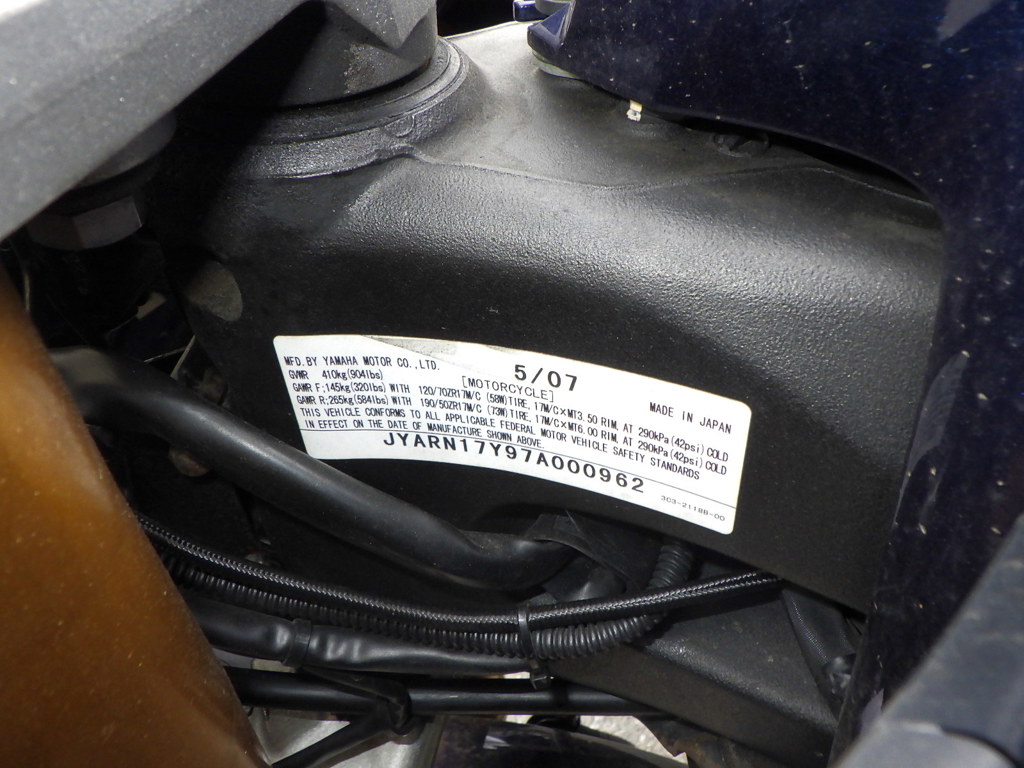 MFD. BY YAMAHA MOTOR CO., LTD. 5/07
GVWR 410kg(904lbs) [MOTORCYCLE] MADE IN JAPAN
GAWR F;145kg(320lbs) WITH 120/70ZR17M/C (58W)TIRE, 17M/C×MT3.50 RIM, AT 290kPa(42psi) COLD
GAWR R;265kg(584lbs) WITH 190/50ZR17M/C (73W)TIRE, 17M/C×MT6.00 RIM, AT 290kPa(42psi) COLD
THIS VEHICLE CONFORMS TO ALL APPLICABLE FEDERAL MOTOR VEHICLE SAFETY STANDARDS
IN EFFECT ON THE DATE OF MANUFACTURE SHOWN ABOVE.
JYARN17Y97A000962
3C3-2118B-00